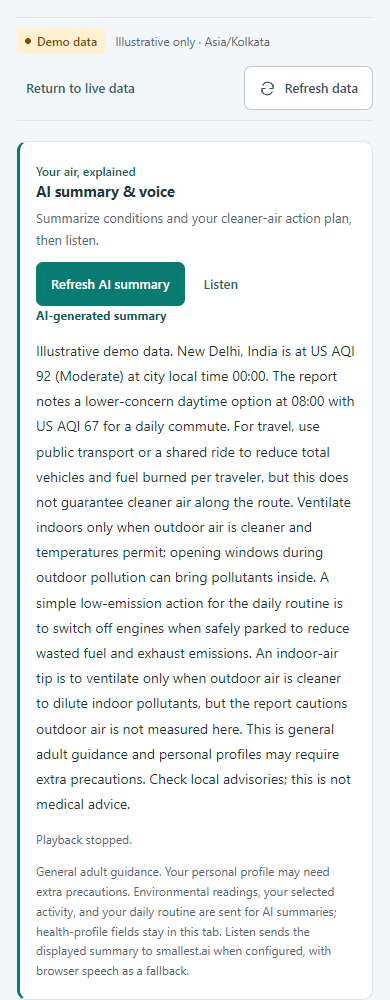 Demo data Illustrative only · Asia/Kolkata
Return to live data Refresh data
Your air, explained
AI summary & voice
Summarize conditions and your cleaner-air action plan,
then listen.
Refresh AI summary Listen
AI-generated summary
Illustrative demo data. New Delhi, India is at US AQI
92 (Moderate) at city local time 00:00. The report
notes a lower-concern daytime option at 08:00 with
US AQI 67 for a daily commute. For travel, use
public transport or a shared ride to reduce total
vehicles and fuel burned per traveler, but this does
not guarantee cleaner air along the route. Ventilate
indoors only when outdoor air is cleaner and
temperatures permit; opening windows during
outdoor pollution can bring pollutants inside. A
simple low-emission action for the daily routine is
to switch off engines when safely parked to reduce
wasted fuel and exhaust emissions. An indoor-air
tip is to ventilate only when outdoor air is cleaner
to dilute indoor pollutants, but the report cautions
outdoor air is not measured here. This is general
adult guidance and personal profiles may require
extra precautions. Check local advisories; this is not
medical advice.
Playback stopped.
General adult guidance. Your personal profile may need
extra precautions. Environmental readings, your selected
activity, and your daily routine are sent for AI summaries;
health-profile fields stay in this tab. Listen sends the
displayed summary to smallest.ai when configured, with
browser speech as a fallback.